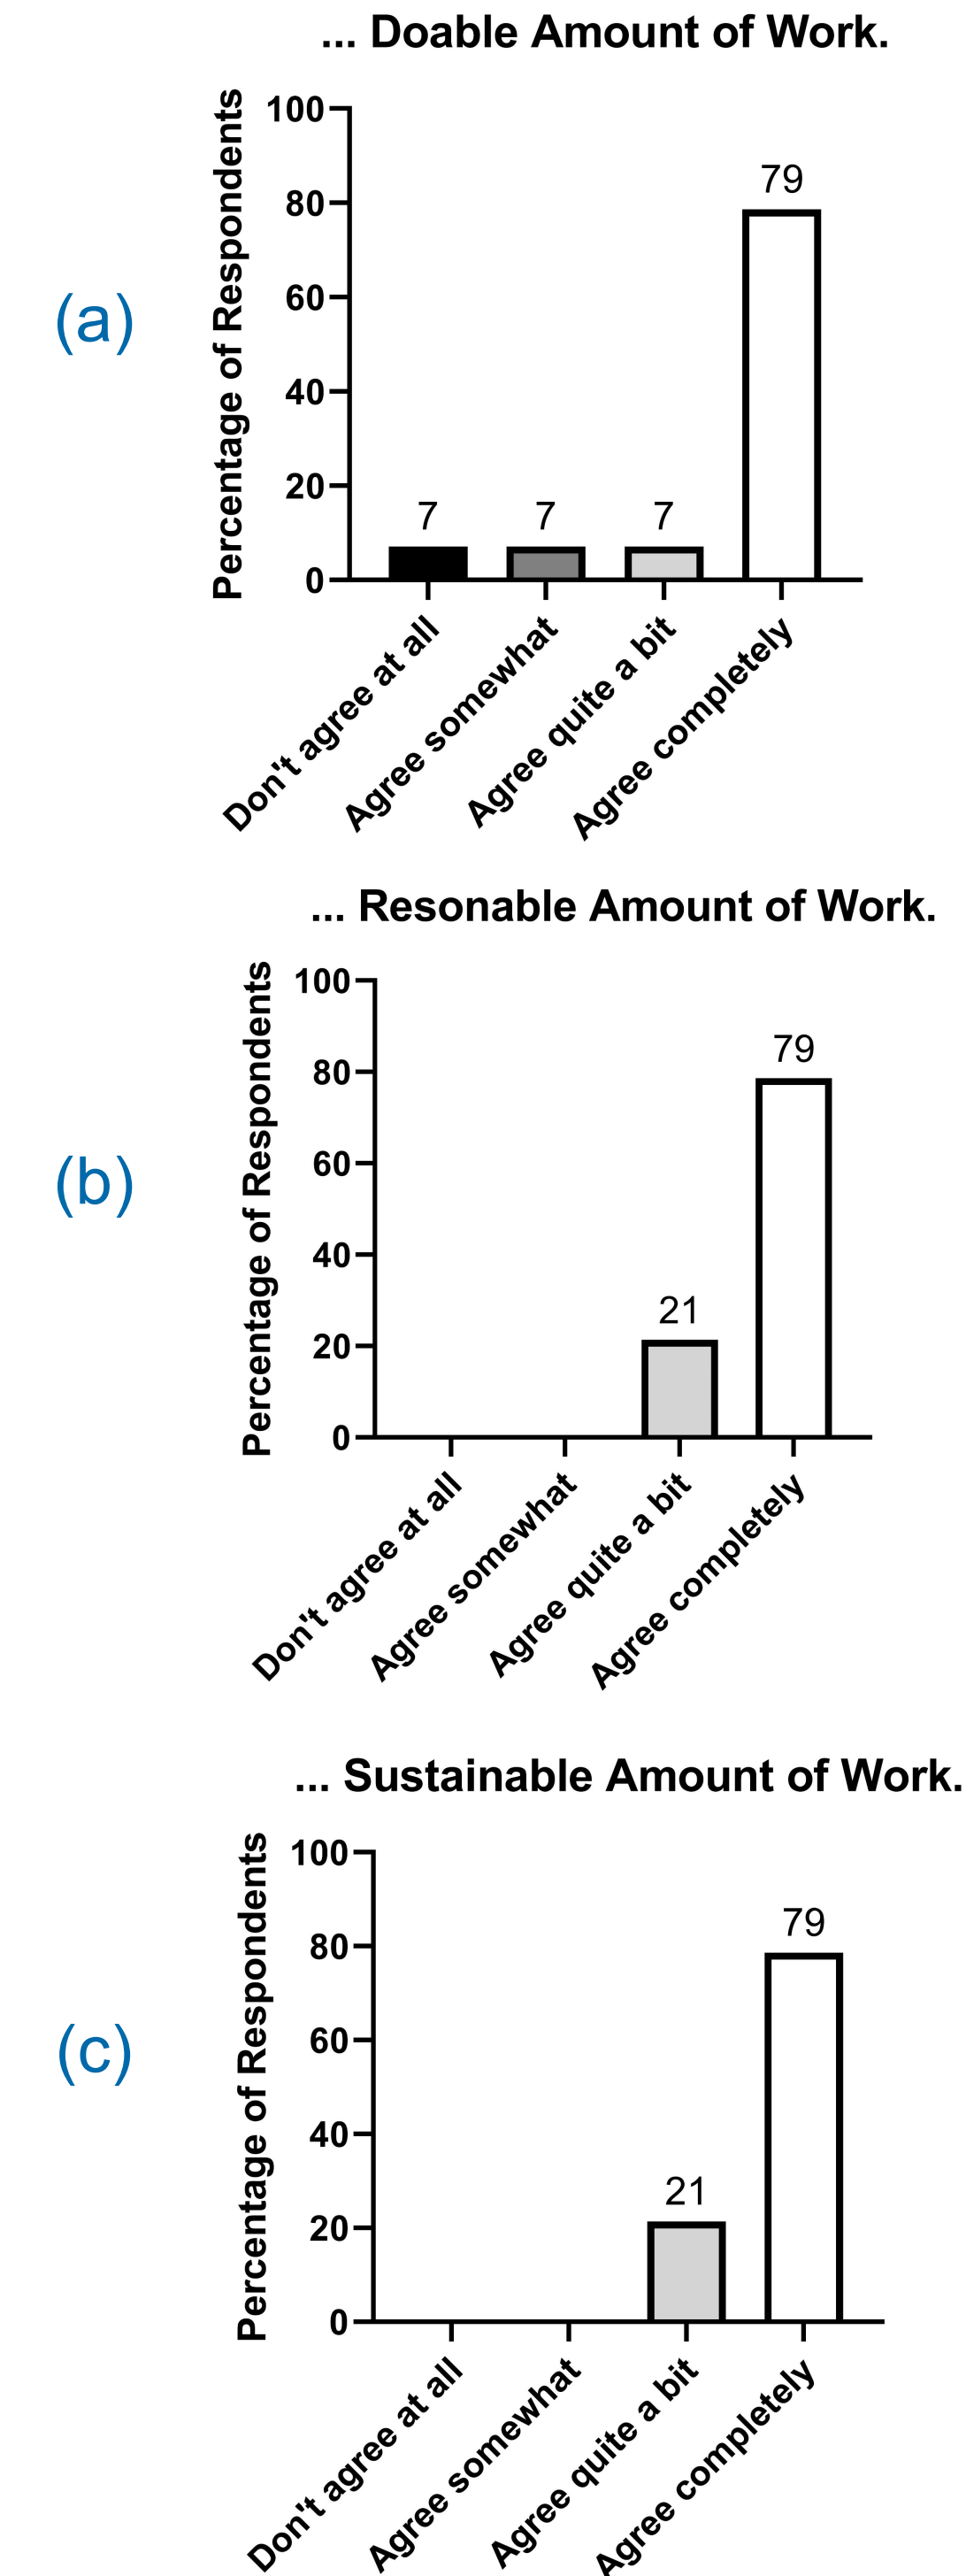 ... Doable Amount of Work.
(a)
Percentage of Respondents
100
80
60
40
20
0
7
7
7
79
Don't agree at all
Agree somewhat
Agree quite a bit
Agree completely
... Resonable Amount of Work.
(b)
Percentage of Respondents
100
80
60
40
20
0
21
79
Don't agree at all
Agree somewhat
Agree quite a bit
Agree completely
... Sustainable Amount of Work.
(c)
Percentage of Respondents
100
80
60
40
20
0
21
79
Don't agree at all
Agree somewhat
Agree quite a bit
Agree completely